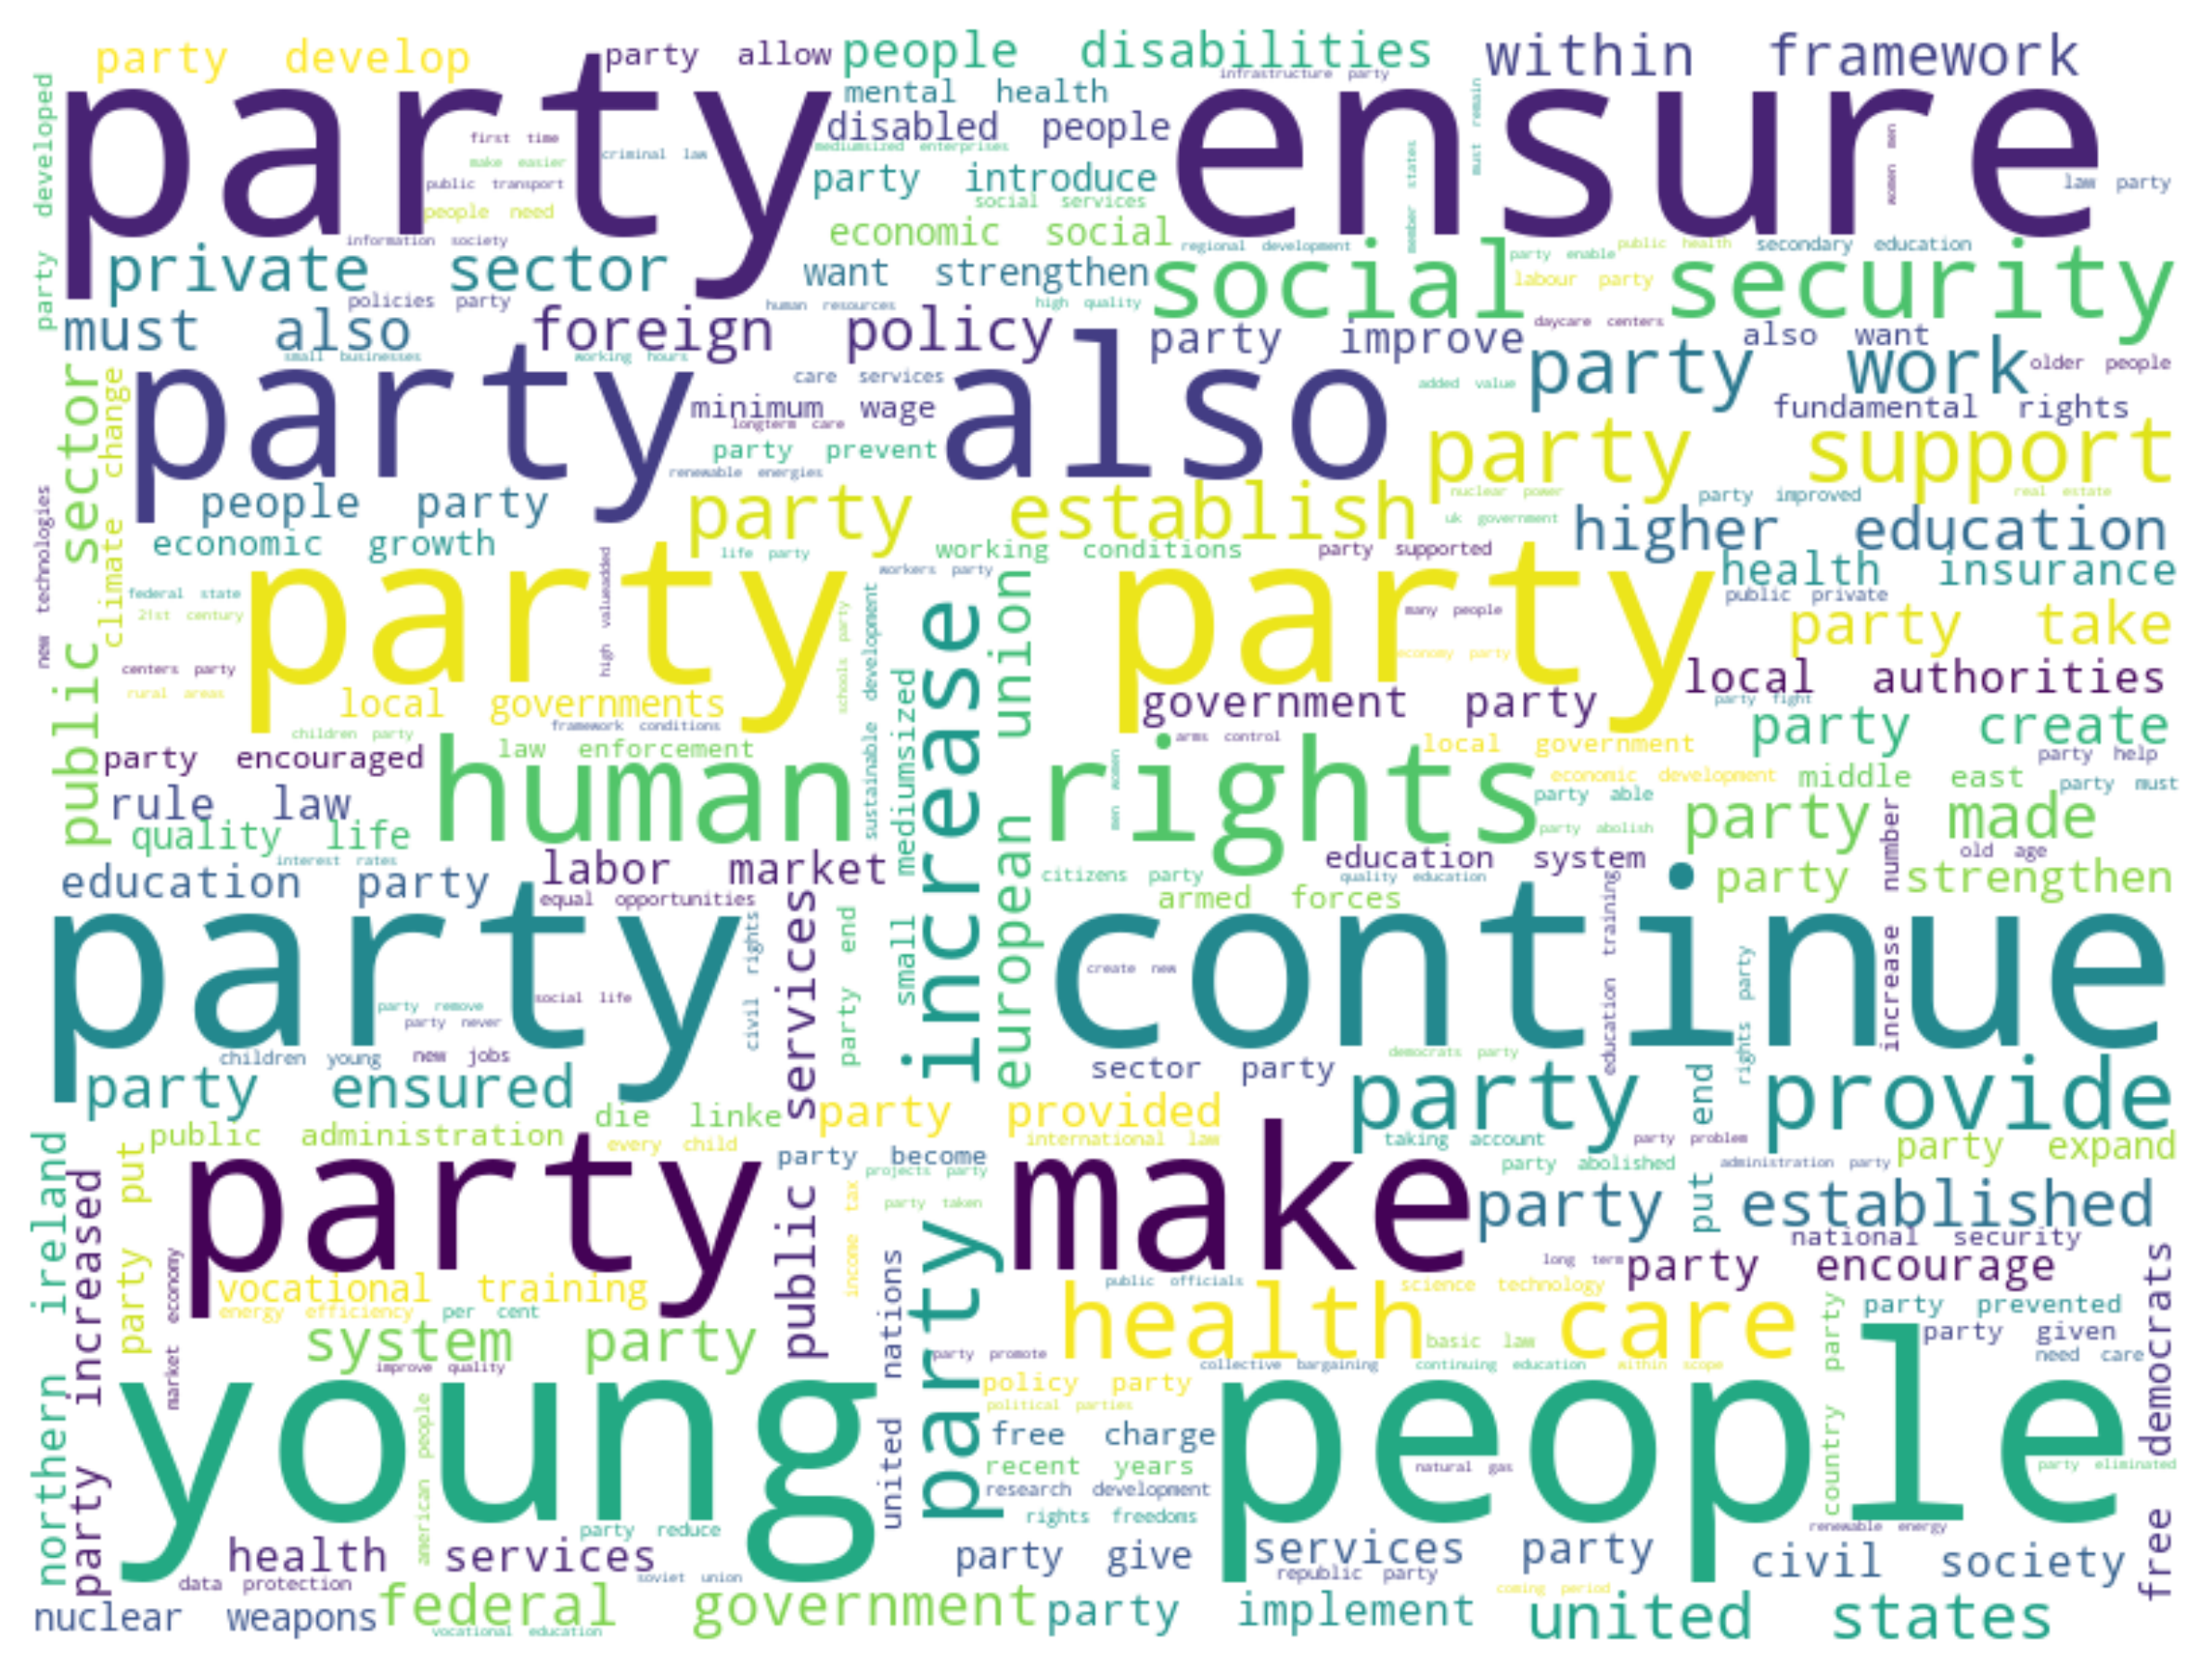 party develop
party allow
people disabilities
within framework
infrastructure party
party ensure
mental health
disabled people
first time
make easier
criminal law
mediumsized enterprises
public transport
party introduce
people need
social services
member states
must remain
women men
law party
party developed
information society
economic social
regional development
public health
secondary education
private sector
want strengthen
party enable
labour party
social security
policies party
human resources
high quality
must also
foreign policy
daycare centers
party improve
also want
small businesses
working hours
party also
care services
added value
party work
older people
minimum wage
longterm care
fundamental rights
party prevent
renewable energies
party support
public sector
climate change
people party
party establish
nuclear power
party improved
real estate
uk government
higher education
new technologies
economic growth
life party
working conditions
party supported
party party
workers party
health insurance
public private
federal state
21st century
high valueadded
schools party
sustainable development
many people
party take
economy party
centers party
rural areas
local governments
local authorities
government party
party fight
framework conditions
children party
increase
european union
small mediumsized
party create
arms control
local government
party encouraged
law enforcement
party help
human rights
men women
economic development
middle east
party must
rule law
party able
party made
quality life
party abolish
interest rates
labor market
education system
old age
increase number
education party
citizens party
quality education
party strengthen
equal opportunities
armed forces
party continue
civil rights
public services
party end
create new
education training
rights party
party remove
social life
party never
children young
new jobs
democrats party
sector party
party ensured
party provide
put end
die linke
party provided
public administration
every child
international law
taking account
party problem
party expand
northern ireland
party increased
party put
party make
party become
projects party
party abolished
administration party
party taken
party established
income tax
united nations
party
national security
market economy
long term
party encourage
vocational training
public officials
science technology
energy efficiency
per cent
health care
party prevented
free democrats
country party
system party
basic law
party given
improve quality
party promote
collective bargaining
continuing education
within scope
need care
young people
policy party
political parties
american people
free charge
recent years
natural gas
party eliminated
research development
rights freedoms
party reduce
renewable energy
health services
party give
services party
civil society
data protection
soviet union
republic party
coming period
nuclear weapons
federal government
party implement
united states
vocational education